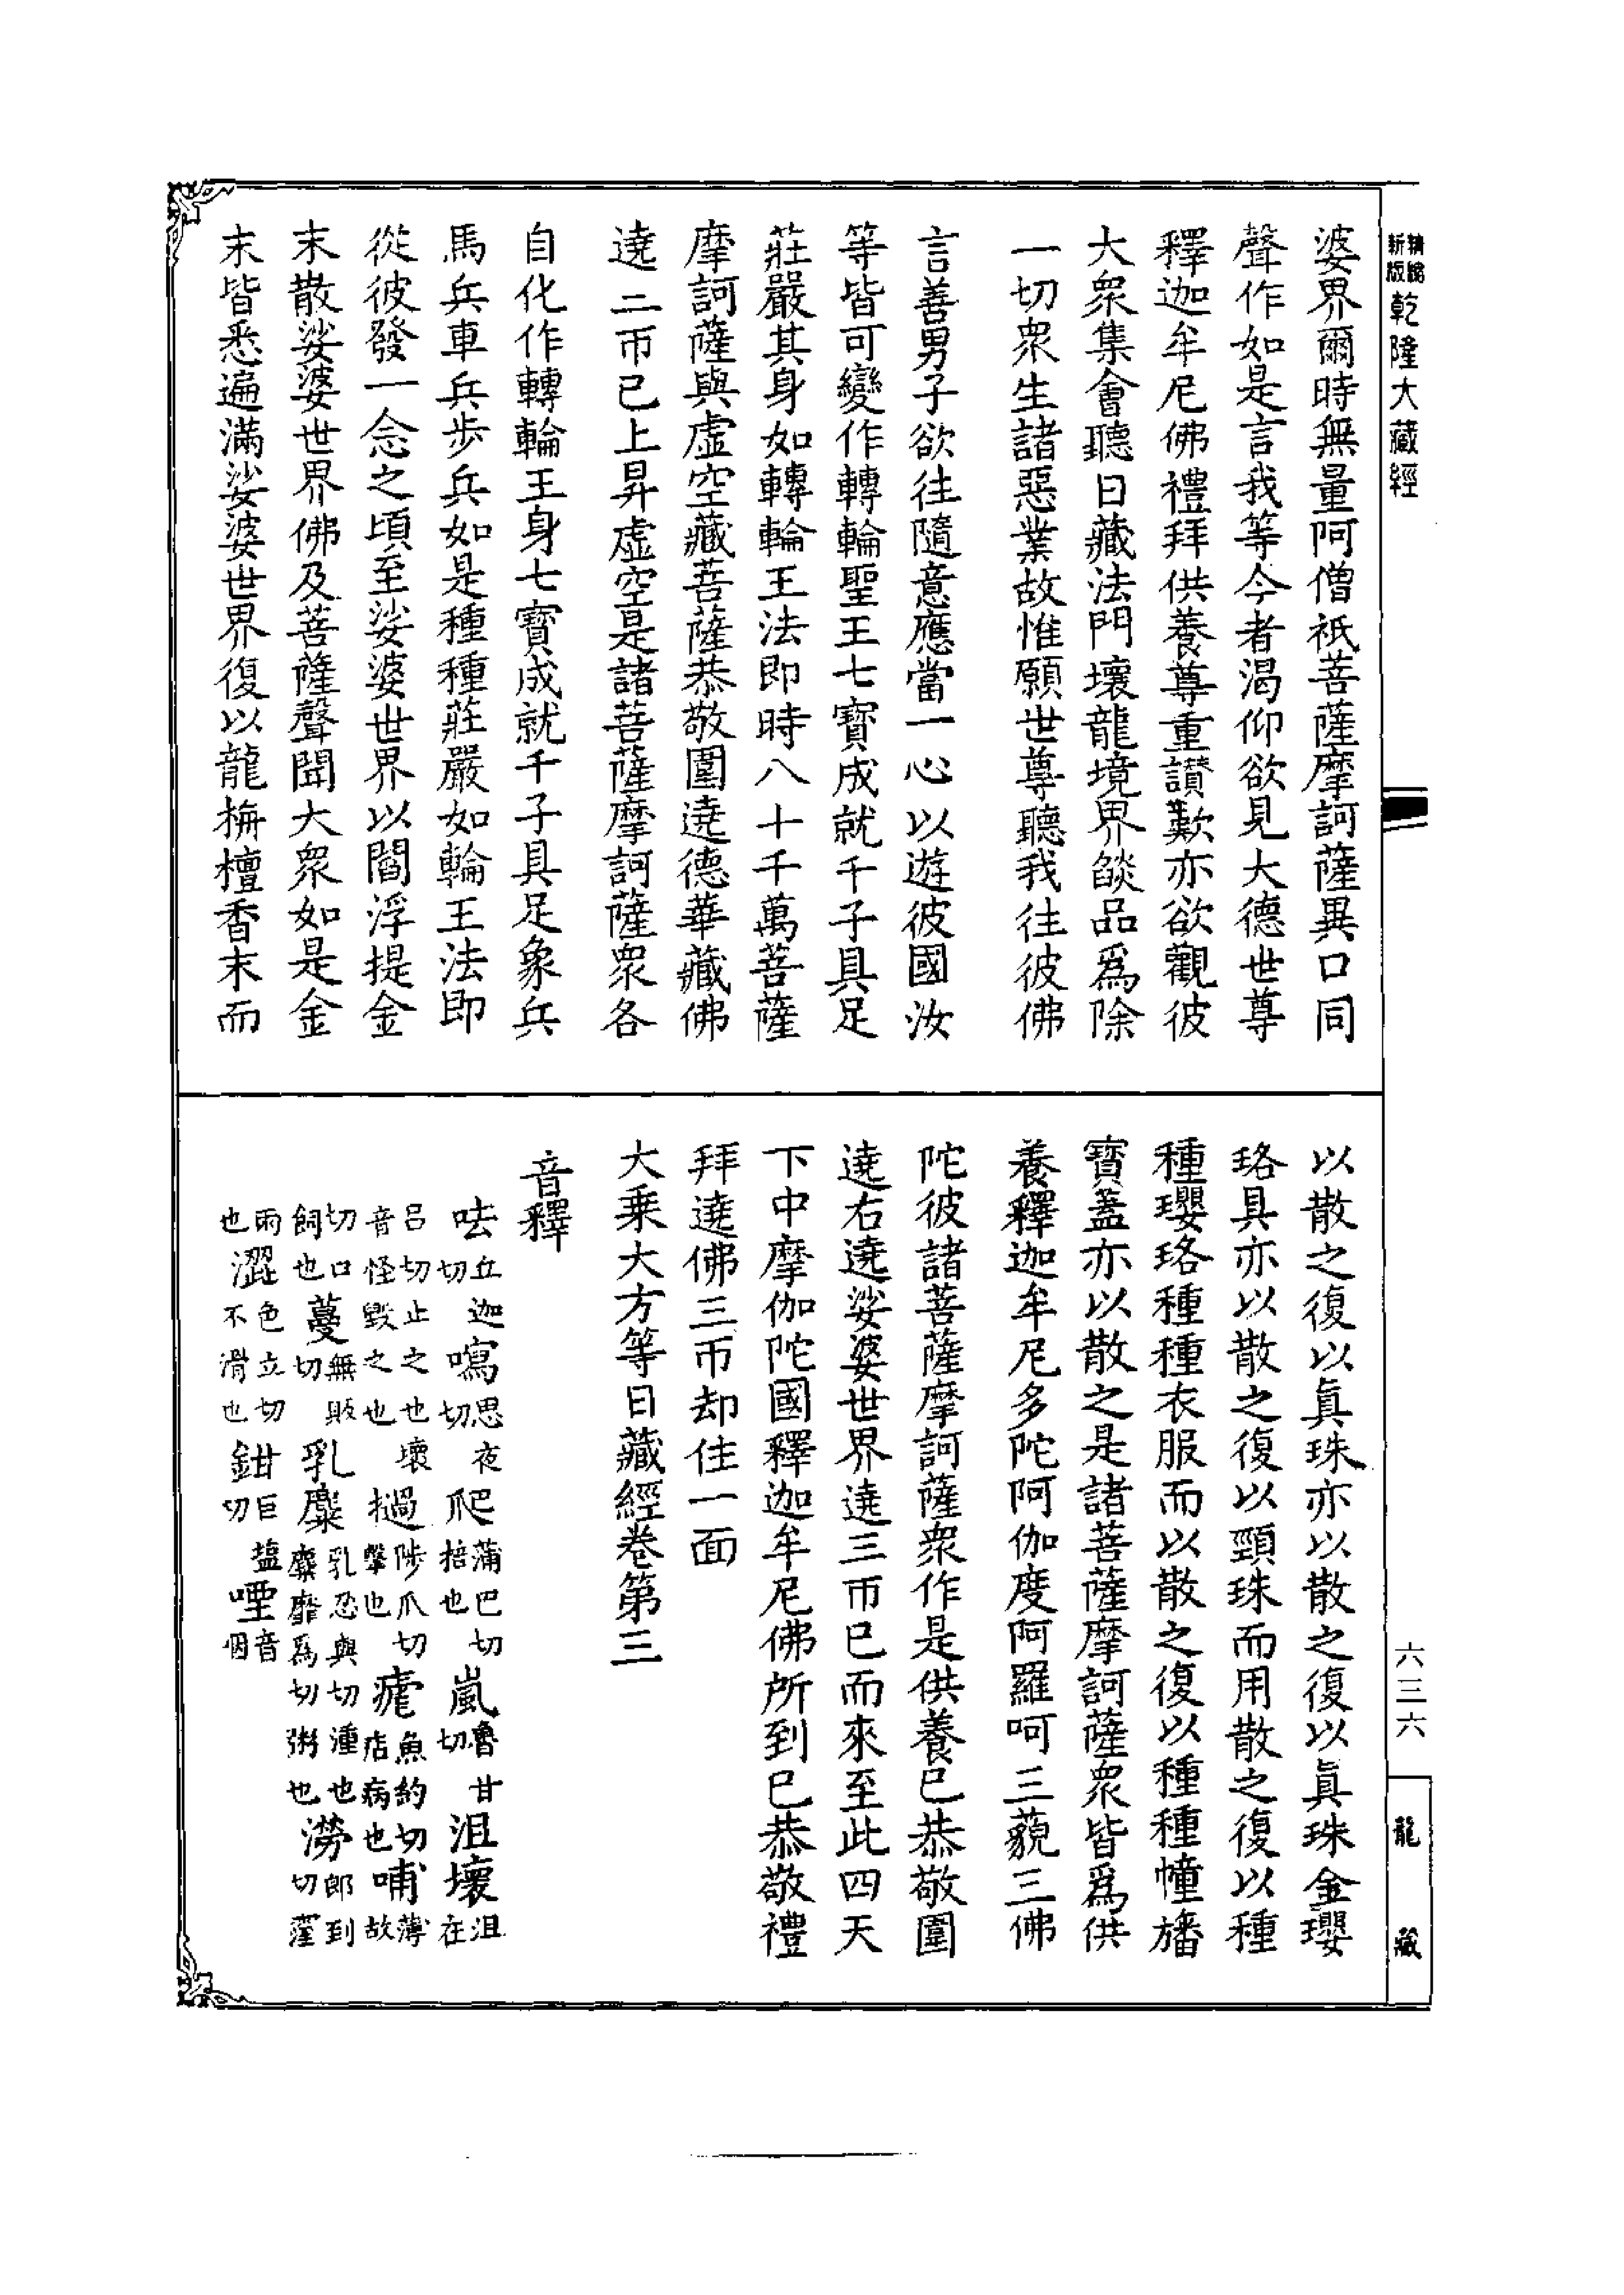 新版
精縮
乾隆大藏經
六三六
龍藏
婆界爾時無量阿僧祇菩薩摩訶薩異口同
聲作如是言我等今者渴仰欲見大德世尊
釋迦牟尼佛禮拜供養尊重讃歎亦欲觀彼
大衆集會聽日藏法門壞龍境界燄品爲除
一切衆生諸惡業故惟願世尊聽我往彼佛
言善男子欲往隨意應當一心以遊彼國汝
等皆可變作轉輪聖王七寶成就千子具足
莊嚴其身如轉輪王法即時八十千萬菩薩
摩訶薩與虛空藏菩薩恭敬圍遶德華藏佛
遶二帀已上昇虛空是諸菩薩摩訶薩衆各
自化作轉輪王身七寶成就千子具足象兵
馬兵車兵步兵如是種種莊嚴如輪王法即
從彼發一念之頃至娑婆世界以閻浮提金
末散娑婆世界佛及菩薩聲聞大衆如是金
末皆悉遍滿娑婆世界復以龍栴檀香末而
以散之復以眞珠亦以散之復以眞珠金瓔
珞具亦以散之復以頸珠而用散之復以種
種瓔珞種種衣服而以散之復以種種幢旛
寶蓋亦以散之是諸菩薩摩訶薩衆皆爲供
養釋迦牟尼多陀阿伽度阿羅呵三藐三佛
陀彼諸菩薩摩訶薩衆作是供養已恭敬圍
遶右遶娑婆世界遶三帀已而來至此四天
下中摩伽陀國釋迦牟尼佛所到已恭敬禮
拜遶佛三帀却住一面
大乘大方等日藏經卷第三
音釋
呿丘迦切㕐思夜切爬蒲巴切搯也嵐魯甘切沮壞沮在
呂切止之也壞音怪毀之也撾陟瓜切擊也瘧魚約切店病也哺薄故
切口飼也蔓無販切乳糜乳忍與切湩也糜靡爲切粥也澇郎到切霪
雨也澀色立切不滑也鉗巨鹽切㖶音個